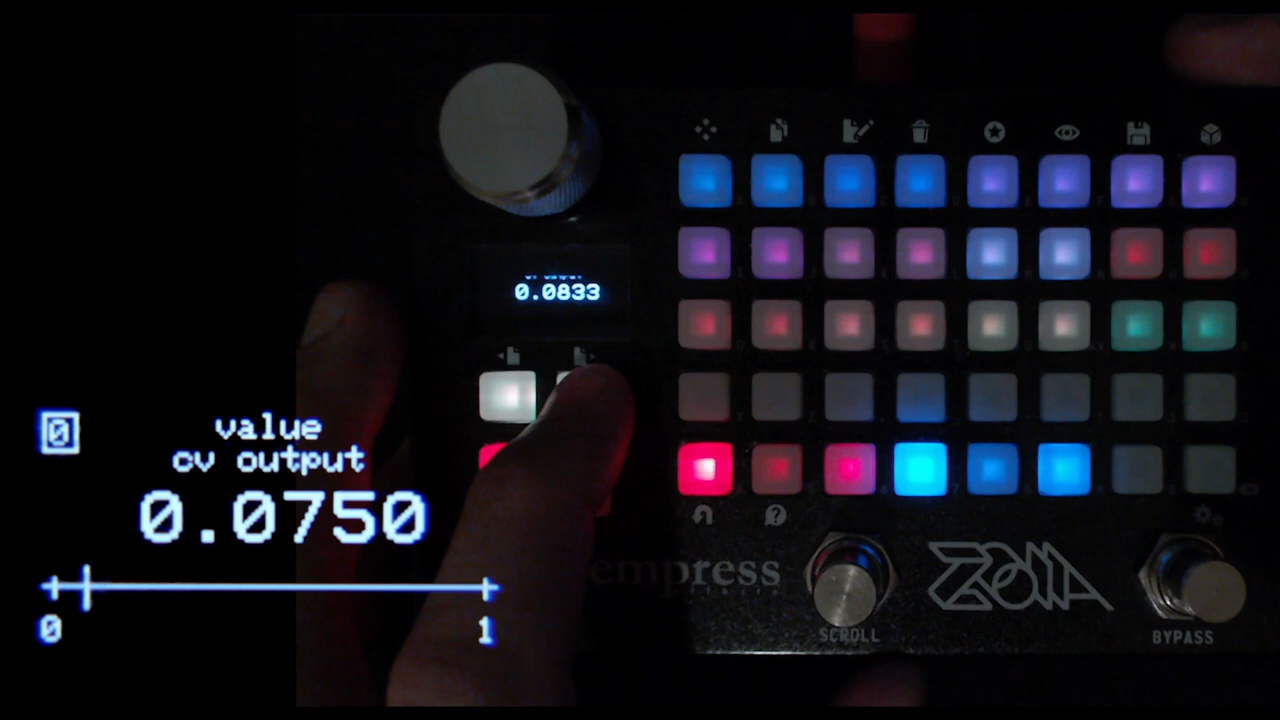 0.0833
0
value
cv output
0.0750
0
1
empress
ZOIA
SCROLL
BYPASS